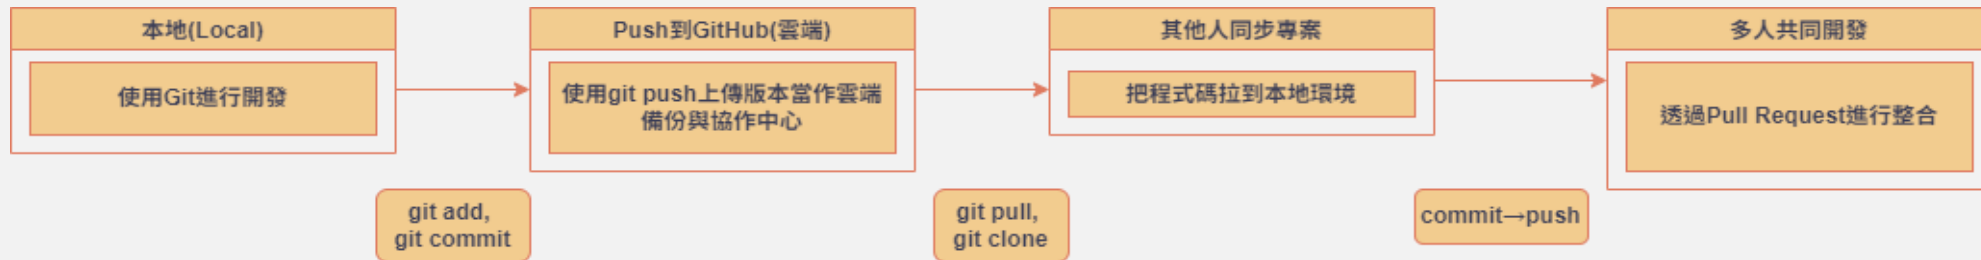 本地(Local)
使用Git進行開發
Push到GitHub(雲端)
使用git push上傳版本當作雲端
備份與協作中心
其他人同步專案
把程式碼拉到本地環境
多人共同開發
透過Pull Request進行整合
git add,
git commit
git pull,
git clone
commit→push